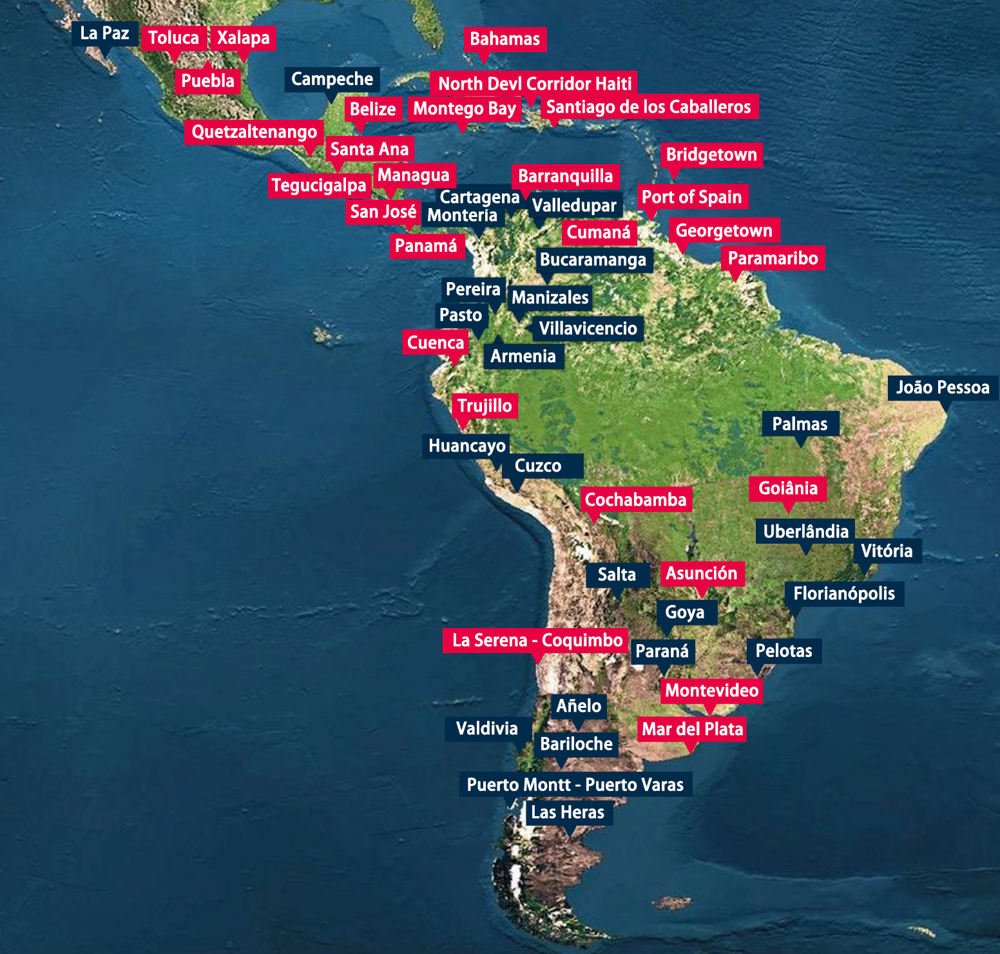 La Paz
Toluca
Xalapa
Bahamas
Puebla
Campeche
North Devl Corridor Haiti
Belize
Montego Bay
Santiago de los Caballeros
Quetzaltenango
Santa Ana
Bridgetown
Tegucigalpa
Managua
Barranquilla
Cartagena
Port of Spain
San José
Montería
Valledupar
Panamá
Cumaná
Georgetown
Bucaramanga
Paramaribo
Pereira
Manizales
Pasto
Villavicencio
Cuenca
Armenia
João Pessoa
Trujillo
Palmas
Huancayo
Cuzco
Goiânia
Cochabamba
Uberlândia
Vitória
Salta
Asunción
Florianópolis
Goya
La Serena - Coquimbo
Paraná
Pelotas
Montevideo
Añelo
Valdivia
Mar del Plata
Bariloche
Puerto Montt - Puerto Varas
Las Heras